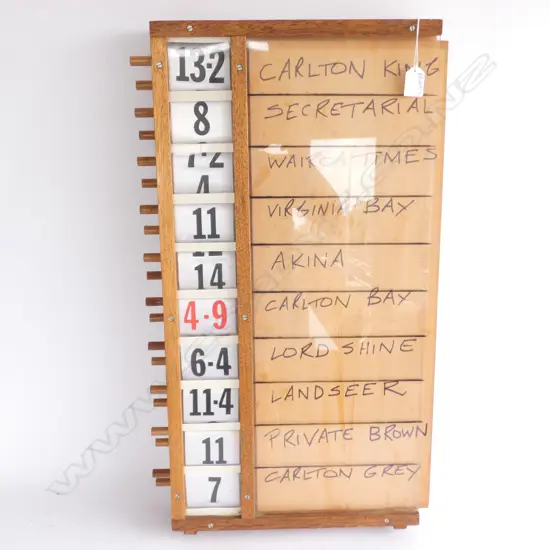 13-2 CARLTON KING
8 SECRETARIAL
TIMES
4
11 VIRGINIA BAY
14 AKINA
4-9 CARLTON BAY
6-4 LORD SHINE
11-4 LANDSEER
11 PRIVATE BROWN
7 CARLTON GREY